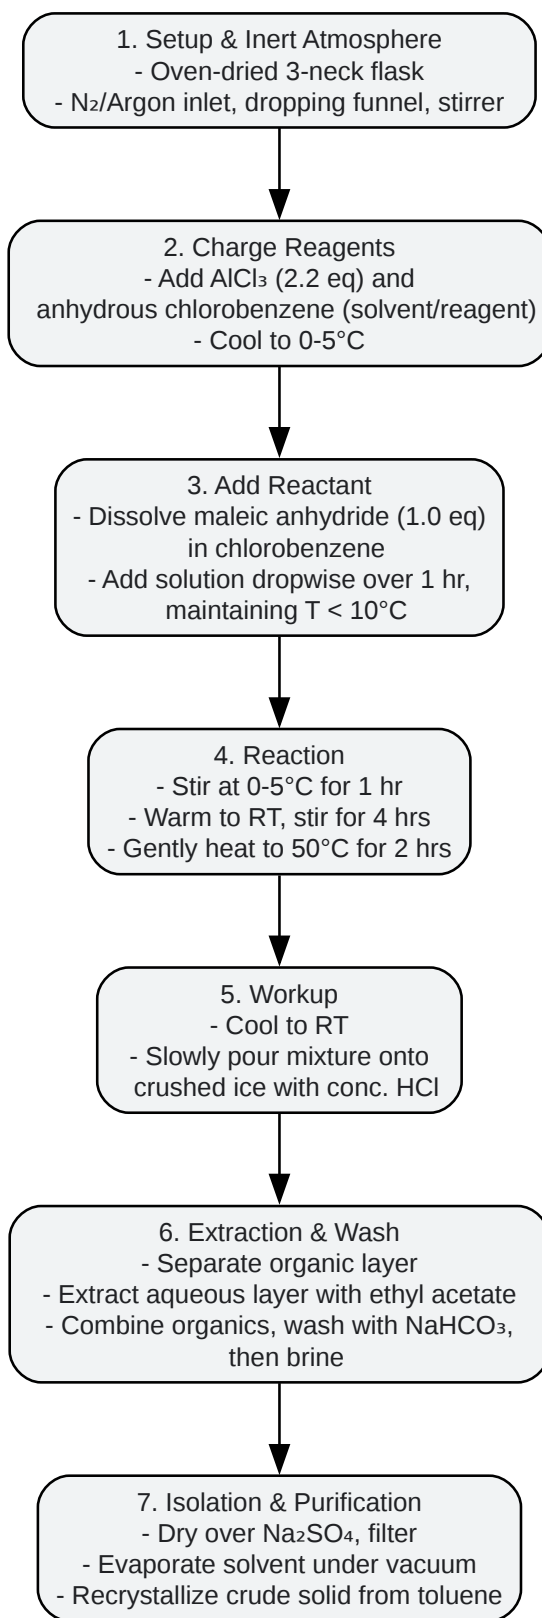 1. Setup & Inert Atmosphere
- Oven-dried 3-neck flask
- N₂/Argon inlet, dropping funnel, stirrer
2. Charge Reagents
- Add AlCl₃ (2.2 eq) and
anhydrous chlorobenzene (solvent/reagent)
- Cool to 0-5°C
3. Add Reactant
- Dissolve maleic anhydride (1.0 eq)
in chlorobenzene
- Add solution dropwise over 1 hr,
maintaining T < 10°C
4. Reaction
- Stir at 0-5°C for 1 hr
- Warm to RT, stir for 4 hrs
- Gently heat to 50°C for 2 hrs
5. Workup
- Cool to RT
- Slowly pour mixture onto
crushed ice with conc. HCl
6. Extraction & Wash
- Separate organic layer
- Extract aqueous layer with ethyl acetate
- Combine organics, wash with NaHCO₃,
then brine
7. Isolation & Purification
- Dry over Na₂SO₄, filter
- Evaporate solvent under vacuum
- Recrystallize crude solid from toluene